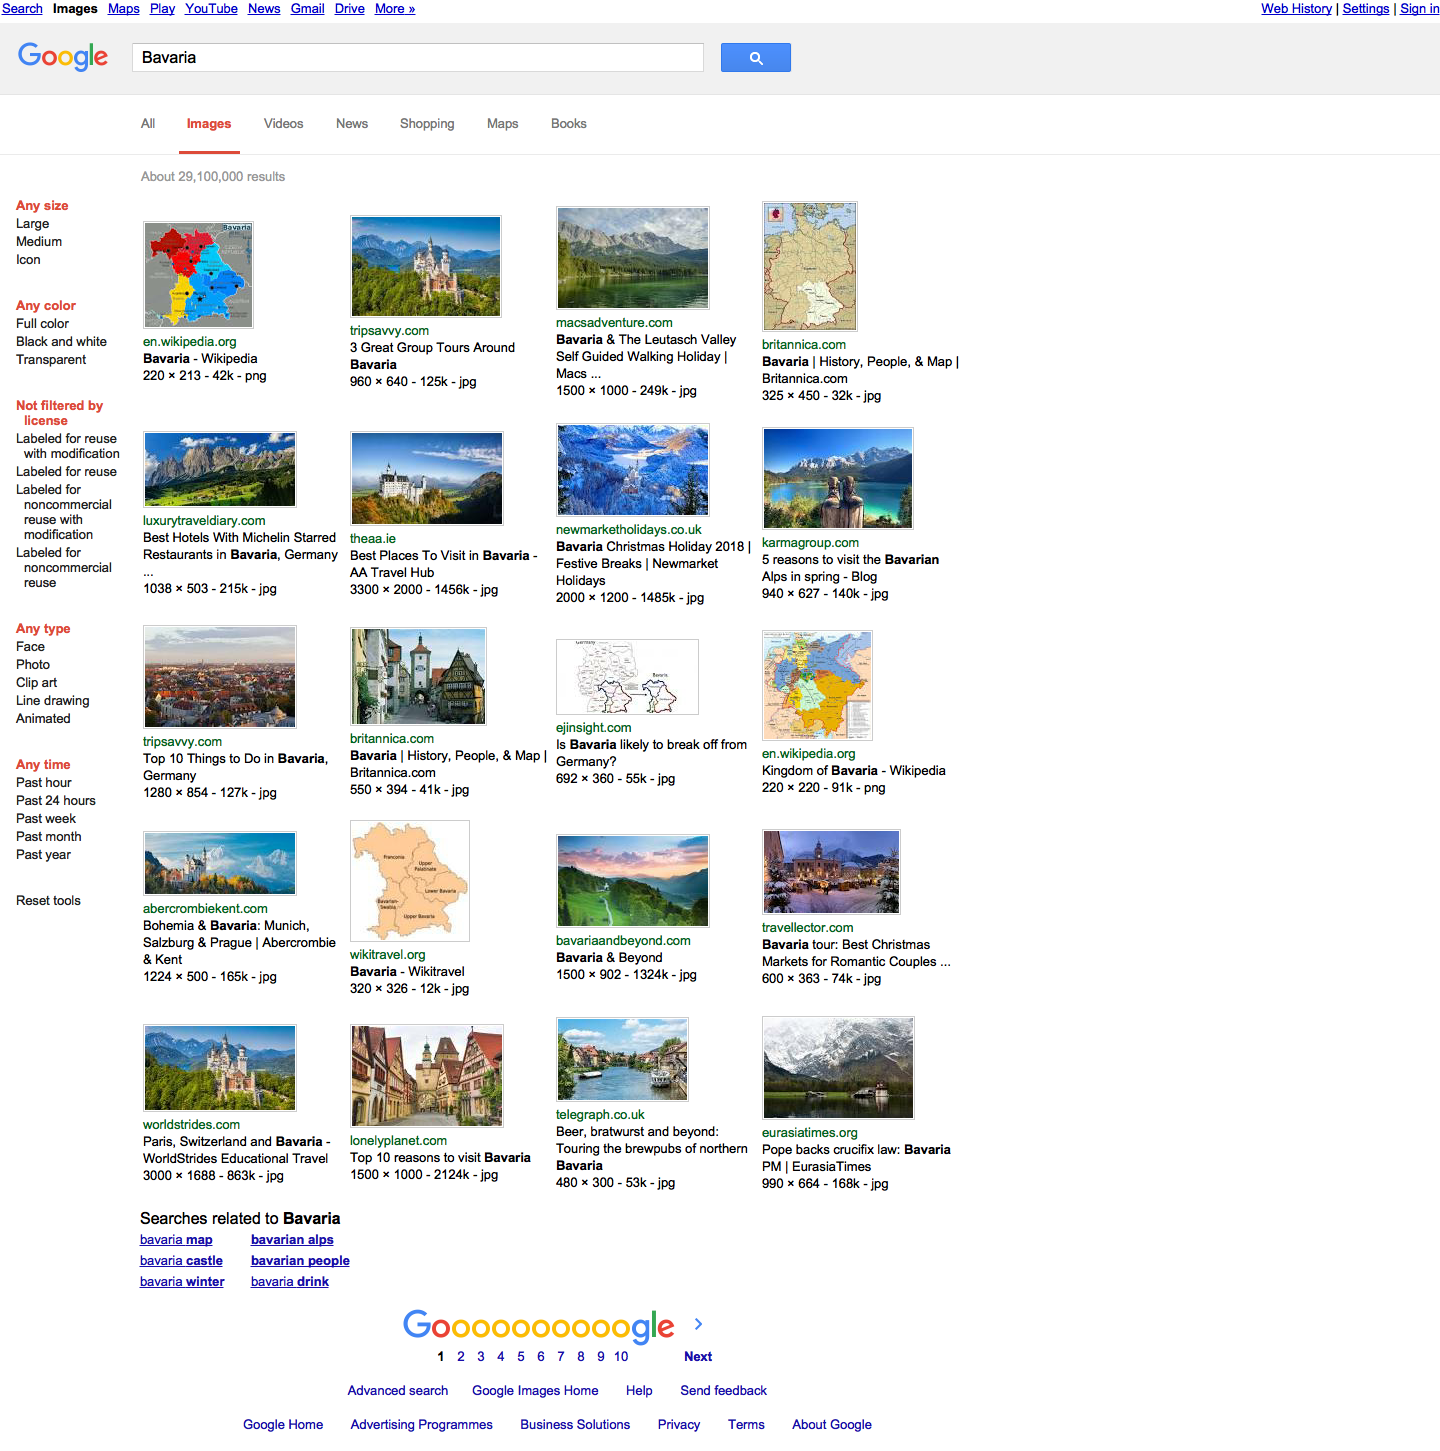 Search Images Maps Play YouTube News Gmail Drive More »
Web History | Settings | Sign in
Google
Bavaria
All Images Videos News Shopping Maps Books
About 29,100,000 results
Any size
Large
Medium
Icon
Any color
Full color
Black and white
Transparent
Not filtered by
license
Labeled for reuse
with modification
Labeled for reuse
Labeled for
noncommercial
reuse with
modification
Labeled for
noncommercial
reuse
Any type
Face
Photo
Clip art
Line drawing
Animated
Any time
Past hour
Past 24 hours
Past week
Past month
Past year
Reset tools
Bavaria
en.wikipedia.org
Bavaria - Wikipedia
220 × 213 - 42k - png
tripsavvy.com
3 Great Group Tours Around
Bavaria
960 × 640 - 125k - jpg
macsadventure.com
Bavaria & The Leutasch Valley
Self Guided Walking Holiday |
Macs ...
1500 × 1000 - 249k - jpg
britannica.com
Bavaria | History, People, & Map |
Britannica.com
325 × 450 - 32k - jpg
luxurytraveldiary.com
Best Hotels With Michelin Starred
Restaurants in Bavaria, Germany
...
1038 × 503 - 215k - jpg
theaa.ie
Best Places To Visit in Bavaria -
AA Travel Hub
3300 × 2000 - 1456k - jpg
newmarketholidays.co.uk
Bavaria Christmas Holiday 2018 |
Festive Breaks | Newmarket
Holidays
2000 × 1200 - 1485k - jpg
karmagroup.com
5 reasons to visit the Bavarian
Alps in spring - Blog
940 × 627 - 140k - jpg
tripsavvy.com
Top 10 Things to Do in Bavaria,
Germany
1280 × 854 - 127k - jpg
britannica.com
Bavaria | History, People, & Map |
Britannica.com
550 × 394 - 41k - jpg
Germany
Bavaria
ejinsight.com
Is Bavaria likely to break off from
Germany?
692 × 360 - 55k - jpg
en.wikipedia.org
Kingdom of Bavaria - Wikipedia
220 × 220 - 91k - png
abercrombiekent.com
Bohemia & Bavaria: Munich,
Salzburg & Prague | Abercrombie
& Kent
1224 × 500 - 165k - jpg
Franconia
Upper
Palatinate
Lower Bavaria
Bavarian-
Swabia
Upper Bavaria
wikitravel.org
Bavaria - Wikitravel
320 × 326 - 12k - jpg
bavariaandbeyond.com
Bavaria & Beyond
1500 × 902 - 1324k - jpg
travellector.com
Bavaria tour: Best Christmas
Markets for Romantic Couples ...
600 × 363 - 74k - jpg
worldstrides.com
Paris, Switzerland and Bavaria -
WorldStrides Educational Travel
3000 × 1688 - 863k - jpg
lonelyplanet.com
Top 10 reasons to visit Bavaria
1500 × 1000 - 2124k - jpg
telegraph.co.uk
Beer, bratwurst and beyond:
Touring the brewpubs of northern
Bavaria
480 × 300 - 53k - jpg
eurasiatimes.org
Pope backs crucifix law: Bavaria
PM | EurasiaTimes
990 × 664 - 168k - jpg
Searches related to Bavaria
bavaria map bavarian alps
bavaria castle bavarian people
bavaria winter bavaria drink
Goooooooooogle
1 2 3 4 5 6 7 8 9 10 Next
Advanced search Google Images Home Help Send feedback
Google Home Advertising Programmes Business Solutions Privacy Terms About Google